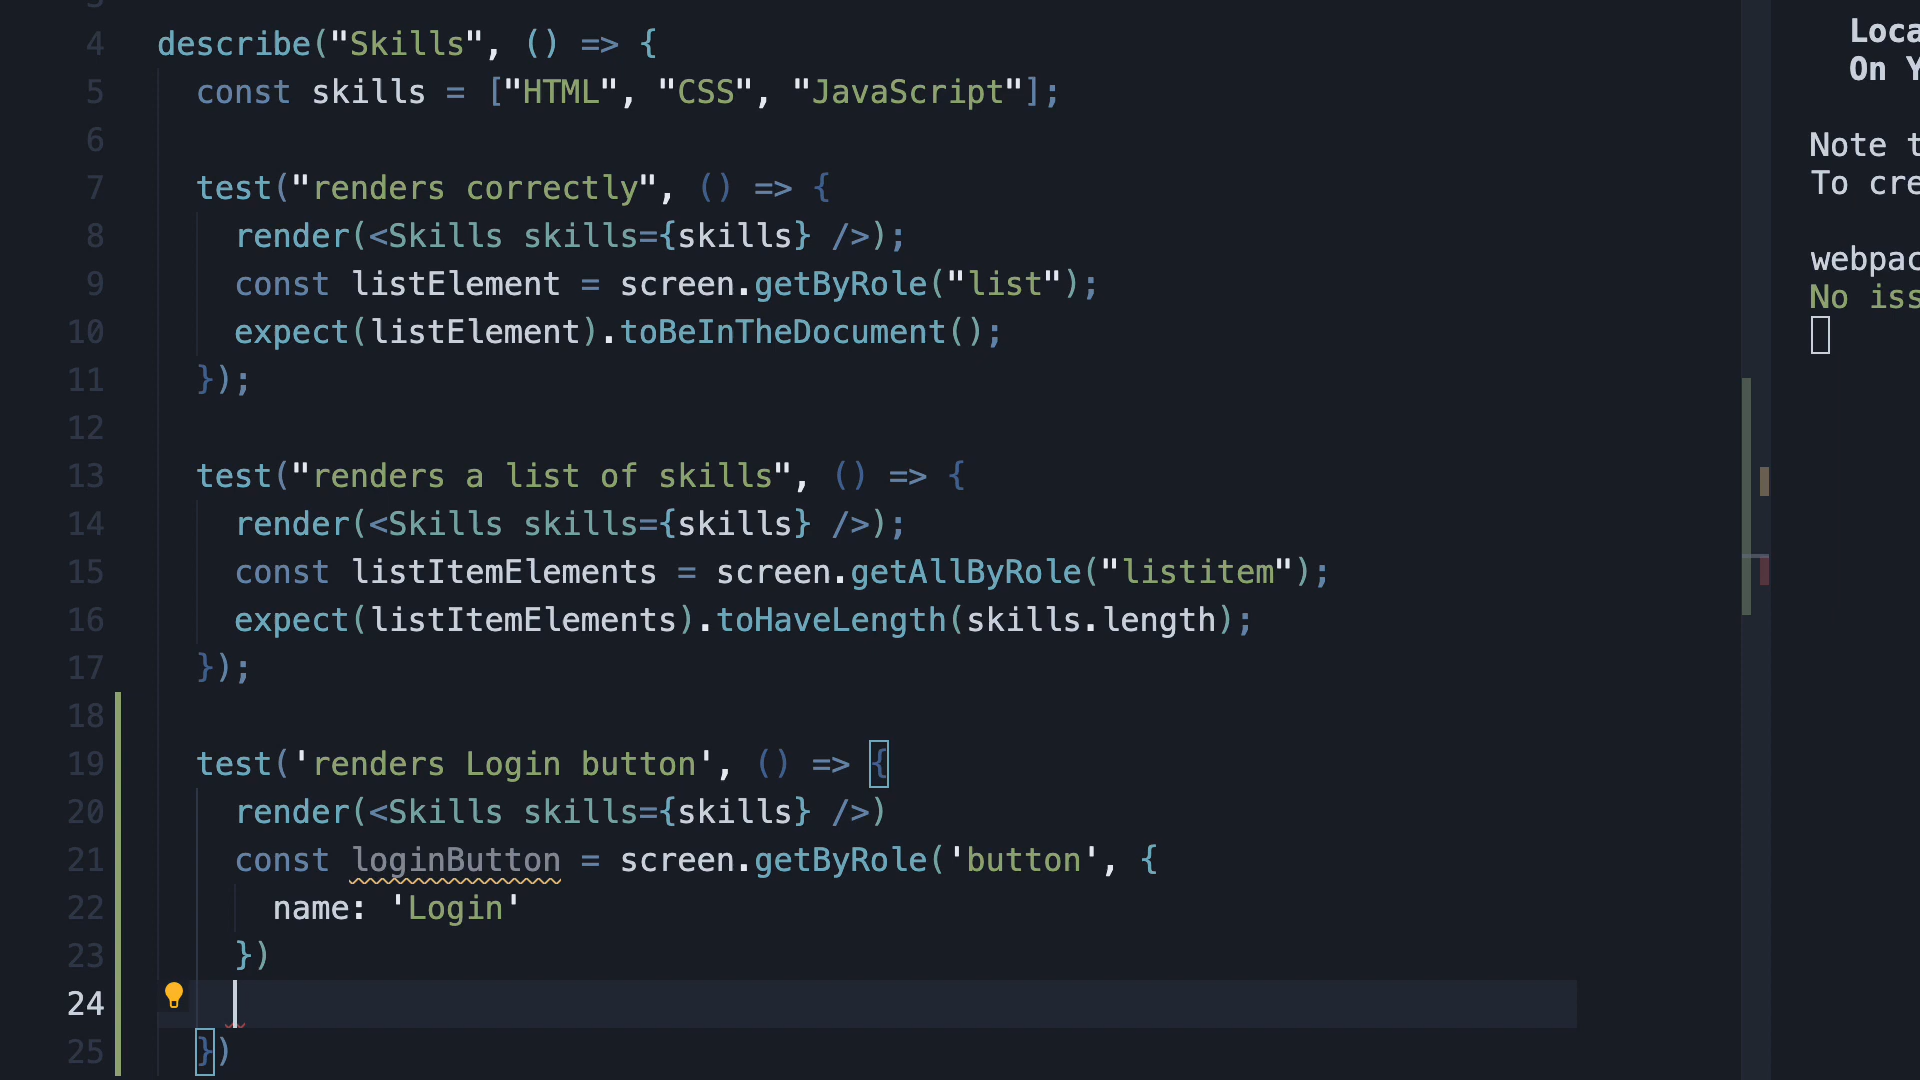 4 describe("Skills", () => {
5 const skills = ["HTML", "CSS", "JavaScript"];
6
7 test("renders correctly", () => {
8 render(<Skills skills={skills} />);
9 const listElement = screen.getByRole("list");
10 expect(listElement).toBeInTheDocument();
11 });
12
13 test("renders a list of skills", () => {
14 render(<Skills skills={skills} />);
15 const listItemElements = screen.getAllByRole("listitem");
16 expect(listItemElements).toHaveLength(skills.length);
17 });
18
19 test('renders Login button', () => {
20 render(<Skills skills={skills} />)
21 const loginButton = screen.getByRole('button', {
22 name: 'Login'
23 })
24
25 })
Loca
On Y
Note t
To cre
webpac
No iss